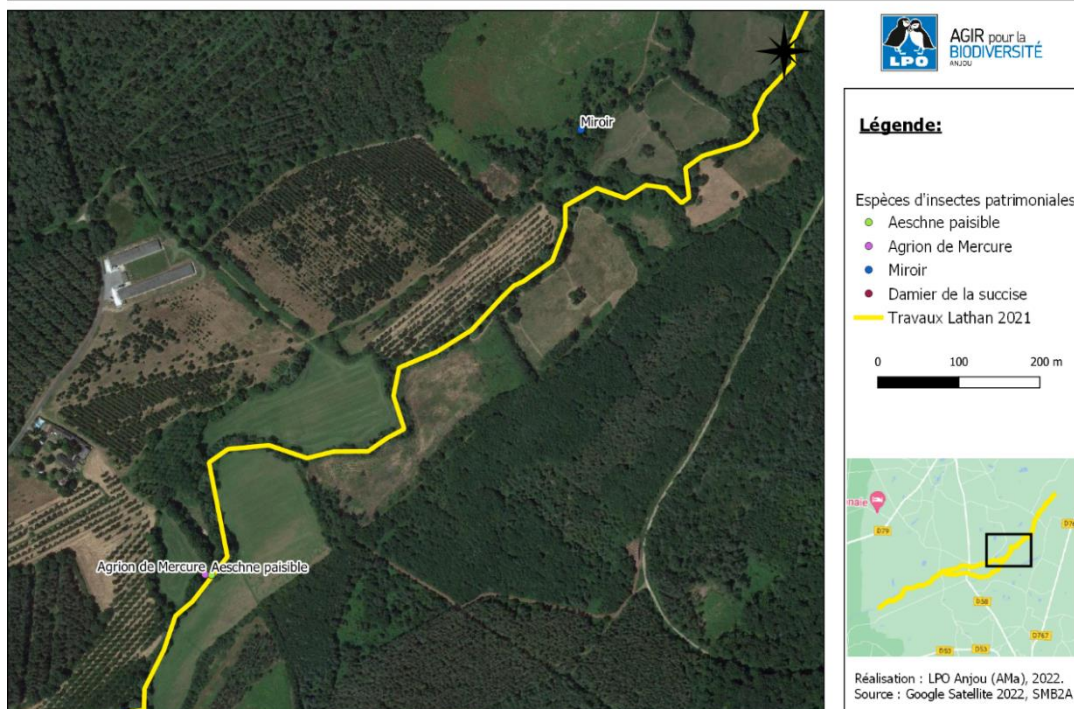 Miroir
Agrion de Mercure Aeschne paisible
LPO
AGIR pour la
BIODIVERSITÉ
ANJOU
Légende:
Espèces d'insectes patrimoniales
Aeschne paisible
Agrion de Mercure
Miroir
Damier de la succise
Travaux Lathan 2021
0 100 200 m
D79
D58
D53 D53 D767
Réalisation : LPO Anjou (AMa), 2022.
Source : Google Satellite 2022, SMB2A